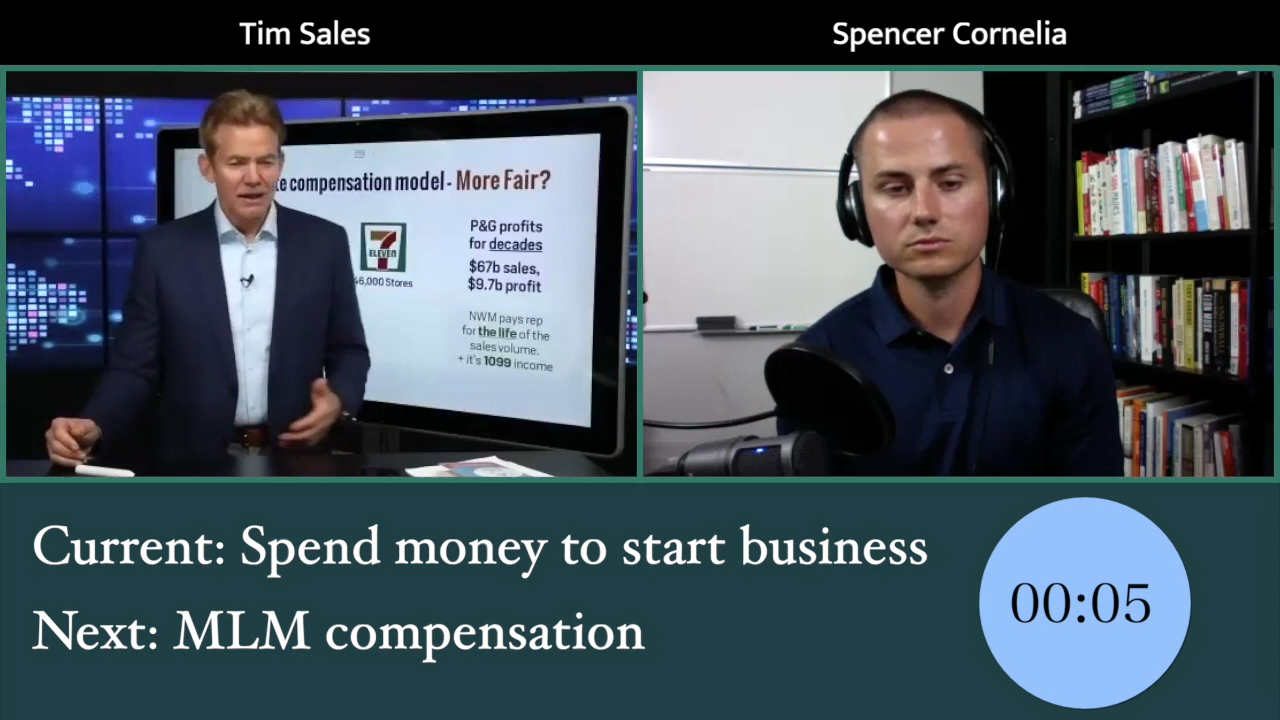 Tim Sales
Spencer Cornelia
compensation model - More Fair?
7
ELEVEN
Stores
P&G profits
for decades
$67b sales,
$9.7b profit
NWM pays rep
for the life of the
sales volume.
+ it's 1099 income
Current: Spend money to start business
Next: MLM compensation
00:05